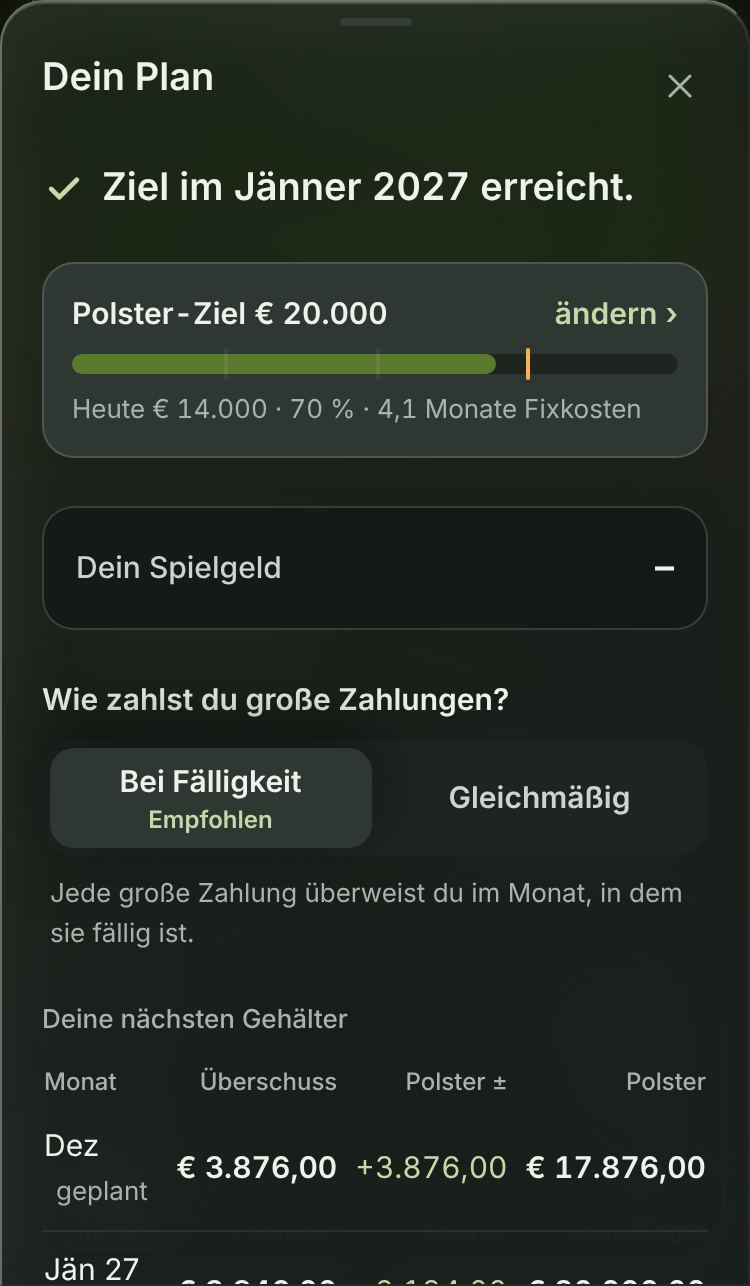 Dein Plan
Ziel im Jänner 2027 erreicht.
Polster-Ziel € 20.000 ändern ›
Heute € 14.000 · 70 % · 4,1 Monate Fixkosten
Dein Spielgeld –
Wie zahlst du große Zahlungen?
Bei Fälligkeit
Empfohlen
Gleichmäßig
Jede große Zahlung überweist du im Monat, in dem
sie fällig ist.
Deine nächsten Gehälter
Monat Überschuss Polster ± Polster
Dez
geplant
€ 3.876,00 +3.876,00 € 17.876,00
Jän 27